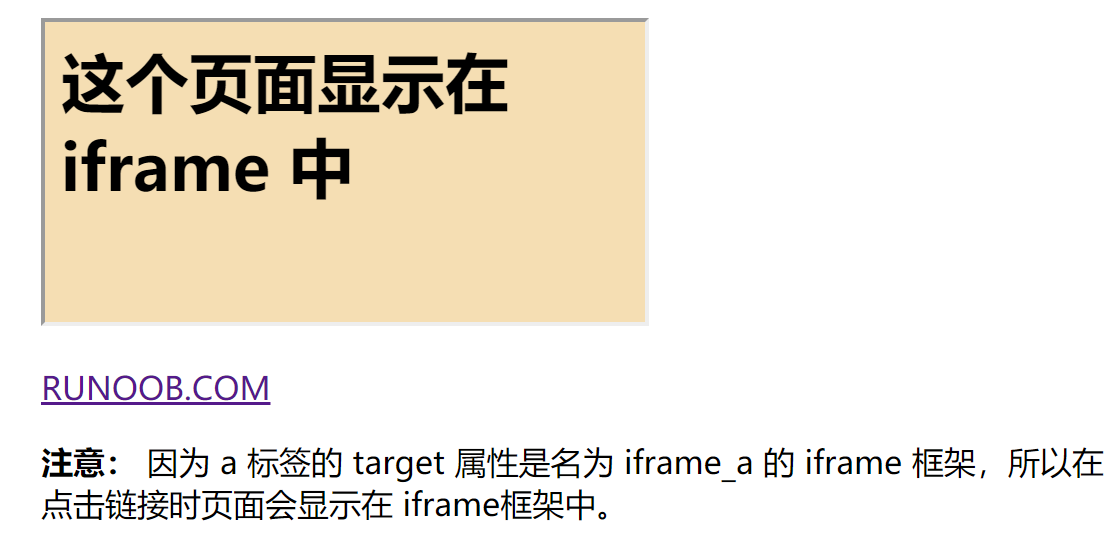 这个页面显示在
iframe 中
RUNOOB.COM
注意： 因为 a 标签的 target 属性是名为 iframe_a 的 iframe 框架，所以在
点击链接时页面会显示在 iframe框架中。